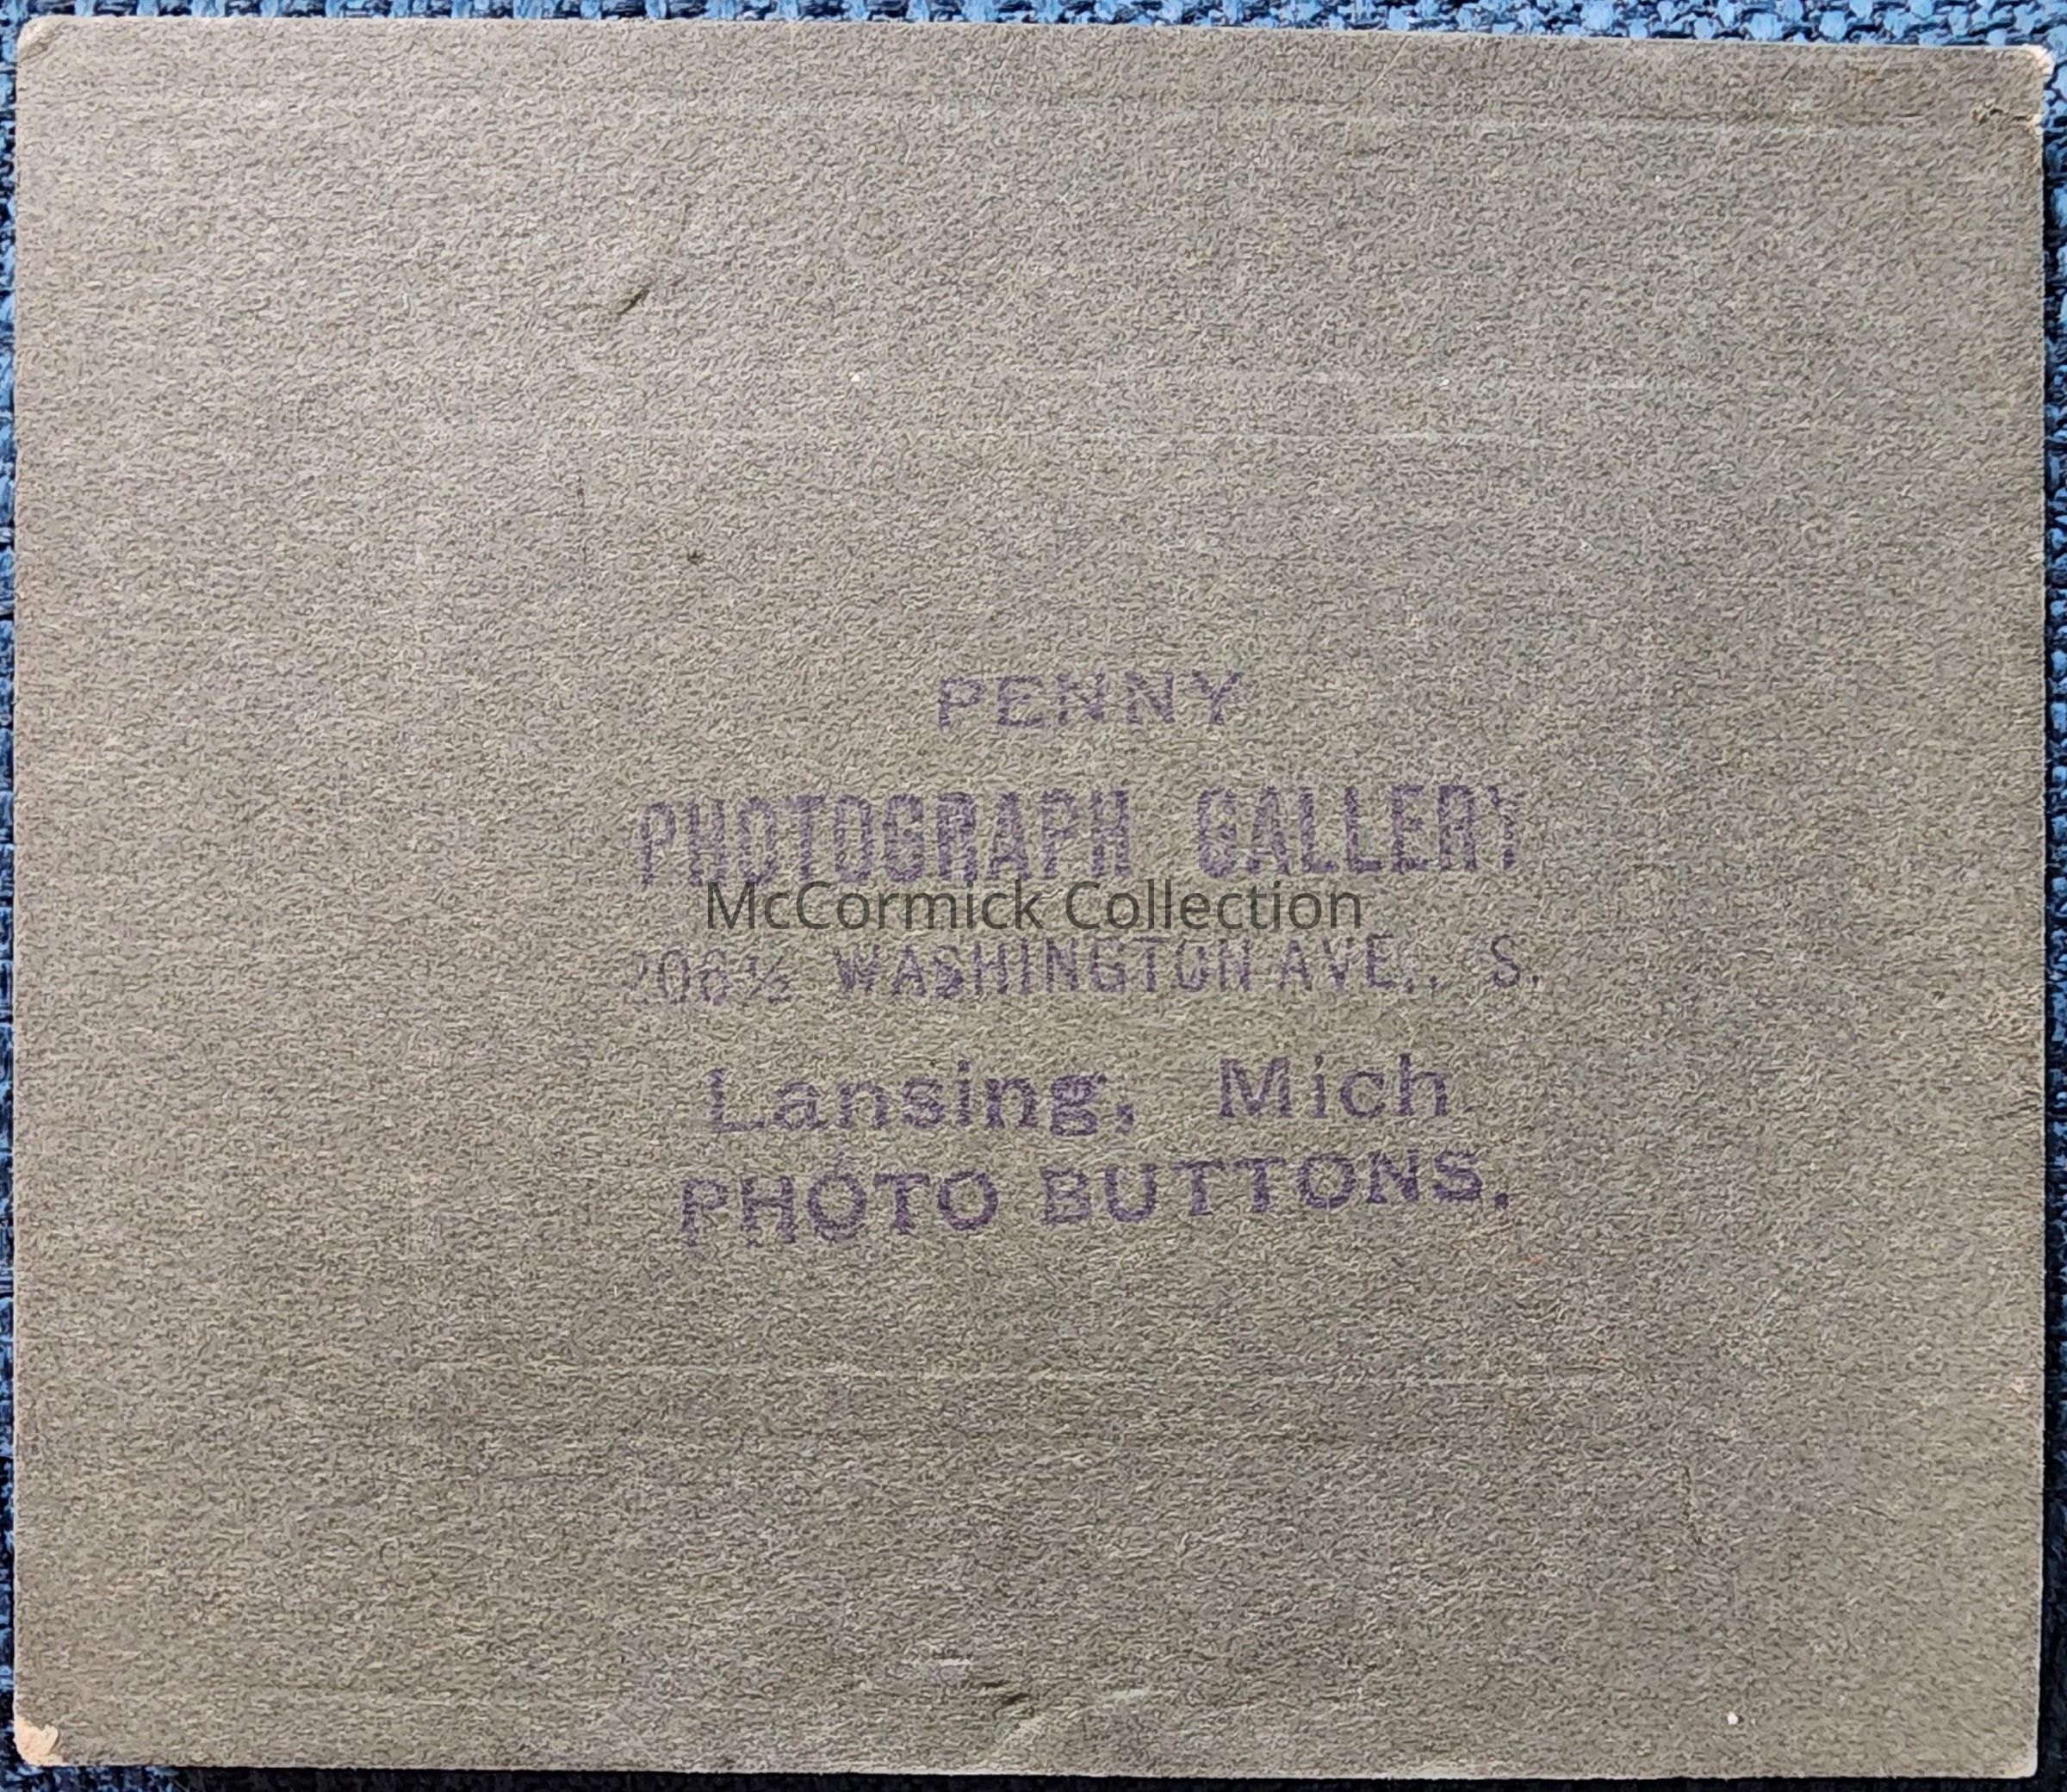 PENNY
PHOTOGRAPH GALLERY
McCormick Collection
206½ WASHINGTON AVE., S.
Lansing, Mich.
PHOTO BUTTONS.